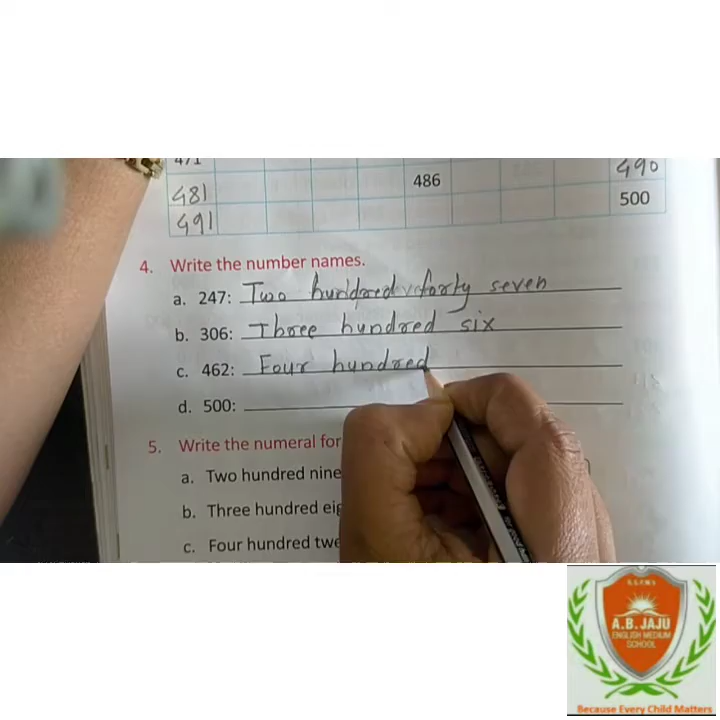 471 490
481 486
491 500
4. Write the number names.
a. 247: Two hundred forty seven
b. 306: Three hundred six
c. 462: Four hundred
d. 500:
5. Write the numeral for
a. Two hundred nine
b. Three hundred
c. Four hundred
A.B. JAJU
ENGLISH MEDIUM
SCHOOL
Because Every Child Matters